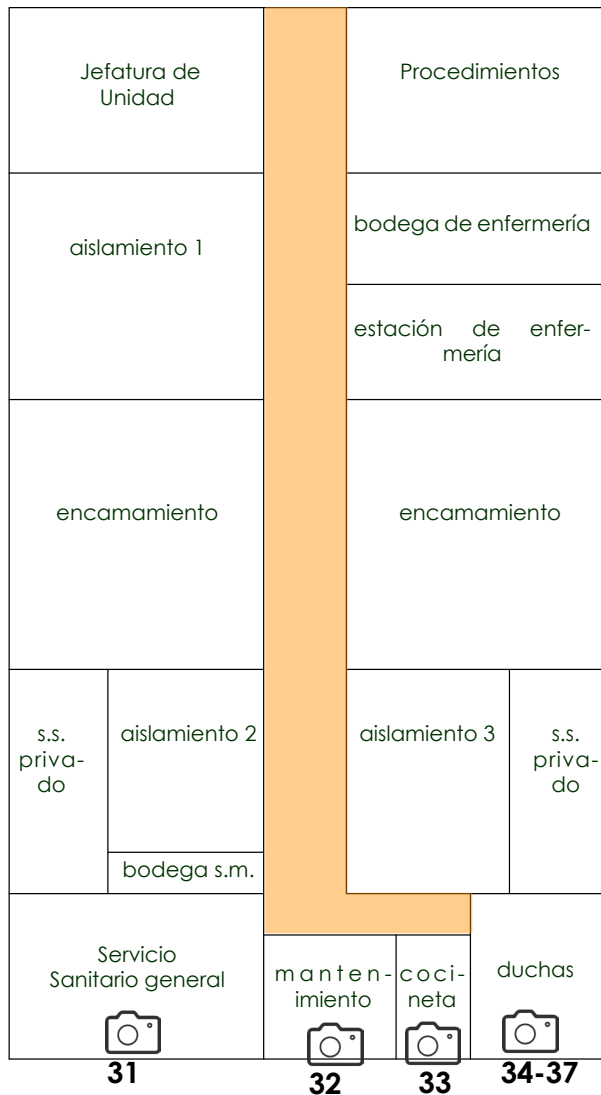 Jefatura de
Unidad
Procedimientos
aislamiento 1
bodega de enfermería
estación de enfer-
mería
encamamiento
encamamiento
s.s.
priva-
do
aislamiento 2
aislamiento 3
s.s.
priva-
do
bodega s.m.
Servicio
Sanitario general
manten-
imiento
coci-
neta
duchas
31
32
33
34-37